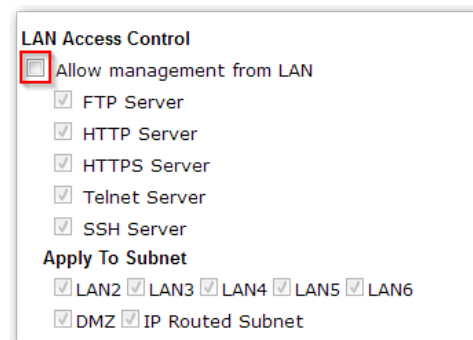 LAN Access Control
Allow management from LAN
FTP Server
HTTP Server
HTTPS Server
Telnet Server
SSH Server
Apply To Subnet
LAN2 LAN3 LAN4 LAN5 LAN6
DMZ IP Routed Subnet